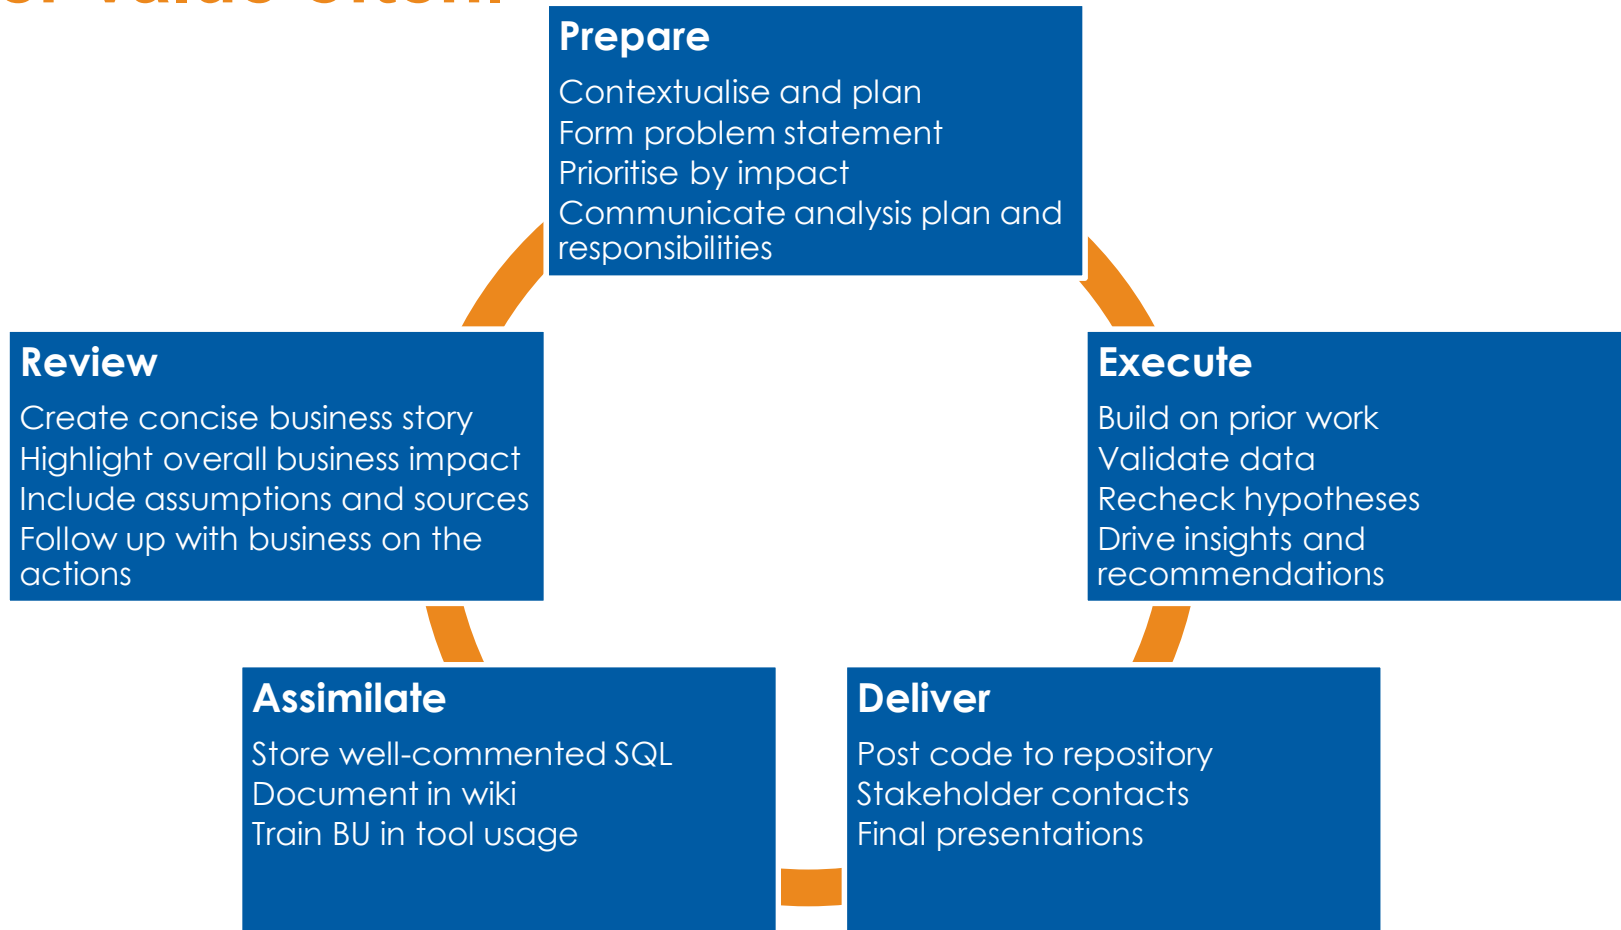 value often
Prepare
Contextualise and plan
Form problem statement
Prioritise by impact
Communicate analysis plan and
responsibilities
Execute
Build on prior work
Validate data
Recheck hypotheses
Drive insights and
recommendations
Deliver
Post code to repository
Stakeholder contacts
Final presentations
Assimilate
Store well-commented SQL
Document in wiki
Train BU in tool usage
Review
Create concise business story
Highlight overall business impact
Include assumptions and sources
Follow up with business on the
actions